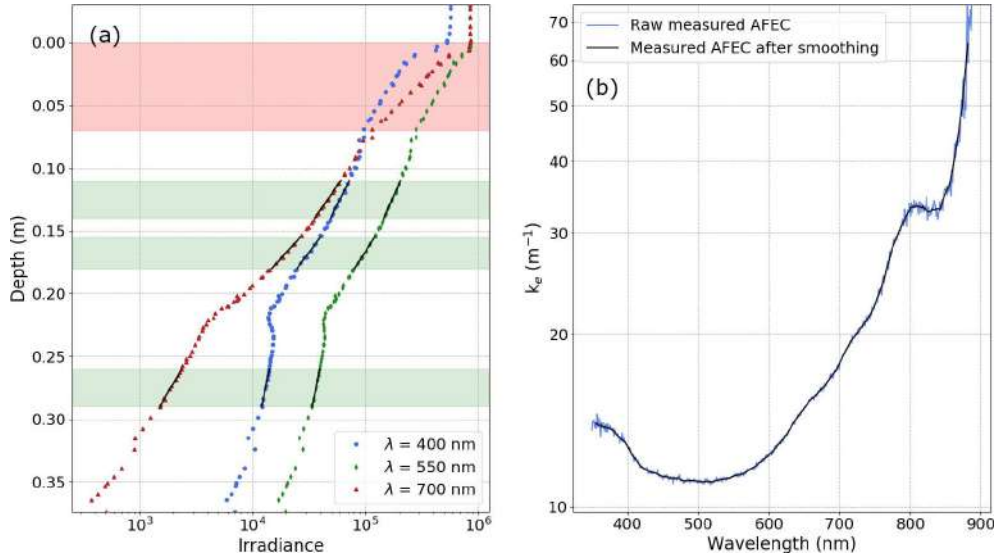 (a)
0.00
0.05
0.10
0.15
0.20
0.25
0.30
0.35
Depth (m)
λ = 400 nm
λ = 550 nm
λ = 700 nm
10³
10⁴
10⁵
10⁶
Irradiance
Raw measured AFEC
Measured AFEC after smoothing
(b)
70
60
50
40
30
20
10
kₑ (m⁻¹)
400
500
600
700
800
900
Wavelength (nm)